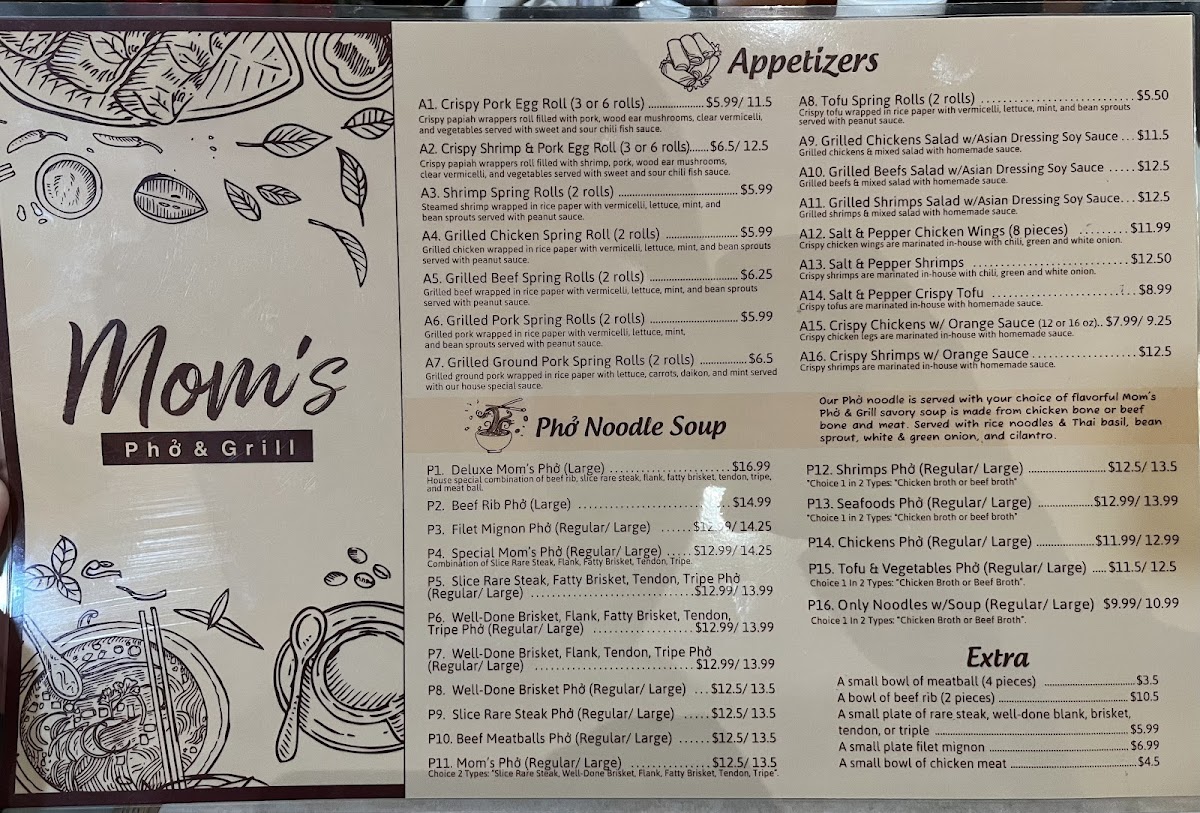 Mom's
Phở & Grill
Appetizers
A1. Crispy Pork Egg Roll (3 or 6 rolls) ...................$5.99/ 11.5
Crispy papiah wrappers roll filled with pork, wood ear mushrooms, clear vermicelli,
and vegetables served with sweet and sour chili fish sauce.
A2. Crispy Shrimp & Pork Egg Roll (3 or 6 rolls)......$6.5/ 12.5
Crispy papiah wrappers roll filled with shrimp, pork, wood ear mushrooms,
clear vermicelli, and vegetables served with sweet and sour chili fish sauce.
A3. Shrimp Spring Rolls (2 rolls) .......................................... $5.99
Steamed shrimp wrapped in rice paper with vermicelli, lettuce, mint, and
bean sprouts served with peanut sauce.
A4. Grilled Chicken Spring Roll (2 rolls) ........................... $5.99
Grilled chicken wrapped in rice paper with vermicelli, lettuce, mint, and bean sprouts
served with peanut sauce.
A5. Grilled Beef Spring Rolls (2 rolls) ................................ $6.25
Grilled beef wrapped in rice paper with vermicelli, lettuce, mint, and bean sprouts
served with peanut sauce.
A6. Grilled Pork Spring Rolls (2 rolls) ................................ $5.99
Grilled pork wrapped in rice paper with vermicelli, lettuce, mint,
and bean sprouts served with peanut sauce.
A7. Grilled Ground Pork Spring Rolls (2 rolls) .................. $6.5
Grilled ground pork wrapped in rice paper with lettuce, carrots, daikon, and mint served
with our house special sauce.
A8. Tofu Spring Rolls (2 rolls) ........................ $5.50
Crispy tofu wrapped in rice paper with vermicelli, lettuce, mint, and bean sprouts
served with peanut sauce.
A9. Grilled Chickens Salad w/Asian Dressing Soy Sauce ... $11.5
Grilled chickens & mixed salad with homemade sauce.
A10. Grilled Beefs Salad w/Asian Dressing Soy Sauce ..... $12.5
Grilled beefs & mixed salad with homemade sauce.
A11. Grilled Shrimps Salad w/Asian Dressing Soy Sauce... $12.5
Grilled shrimps & mixed salad with homemade sauce.
A12. Salt & Pepper Chicken Wings (8 pieces) ......... $11.99
Crispy chicken wings are marinated in-house with chili, green and white onion.
A13. Salt & Pepper Shrimps ......................... $12.50
Crispy shrimps are marinated in-house with chili, green and white onion.
A14. Salt & Pepper Crispy Tofu ...................... $8.99
Crispy tofus are marinated in-house with homemade sauce.
A15. Crispy Chickens w/ Orange Sauce (12 or 16 oz).. $7.99/ 9.25
Crispy chicken legs are marinated in-house with homemade sauce.
A16. Crispy Shrimps w/ Orange Sauce ................ $12.5
Crispy shrimps are marinated in-house with homemade sauce.
Phở Noodle Soup
Our Phở noodle is served with your choice of flavorful Mom's
Phở & Grill savory soup is made from chicken bone or beef
bone and meat. Served with rice noodles & Thai basil, bean
sprout, white & green onion, and cilantro.
P1. Deluxe Mom's Phở (Large) ....................... $16.99
House special combination of beef rib, slice rare steak, flank, fatty brisket, tendon, tripe,
and meat ball.
P2. Beef Rib Phở (Large) ............................ $14.99
P3. Filet Mignon Phở (Regular/ Large) ...... / 14.25
P4. Special Mom's Phở (Regular/ Large) ..... $12.99/ 14.25
Combination of Slice Rare Steak, Flank, Fatty Brisket, Tendon, Tripe.
P5. Slice Rare Steak, Fatty Brisket, Tendon, Tripe Phở
(Regular/ Large) .............................. $12.99/ 13.99
P6. Well-Done Brisket, Flank, Fatty Brisket, Tendon,
Tripe Phở (Regular/ Large) .................. $12.99/ 13.99
P7. Well-Done Brisket, Flank, Tendon, Tripe Phở
(Regular/ Large) ............................. $12.99/ 13.99
P8. Well-Done Brisket Phở (Regular/ Large) ... $12.5/ 13.5
P9. Slice Rare Steak Phở (Regular/ Large) ..... $12.5/ 13.5
P10. Beef Meatballs Phở (Regular/ Large) ...... $12.5/ 13.5
P11. Mom's Phở (Regular/ Large) ............... $12.5/ 13.5
Choice 2 Types: "Slice Rare Steak, Well-Done Brisket, Flank, Fatty Brisket, Tendon, Tripe".
P12. Shrimps Phở (Regular/ Large) ......................$12.5/ 13.5
*Choice 1 in 2 Types: "Chicken broth or beef broth"
P13. Seafoods Phở (Regular/ Large) ................$12.99/ 13.99
*Choice 1 in 2 Types: "Chicken broth or beef broth"
P14. Chickens Phở (Regular/ Large) ................$11.99/ 12.99
P15. Tofu & Vegetables Phở (Regular/ Large) ..... $11.5/ 12.5
Choice 1 In 2 Types: "Chicken Broth or Beef Broth".
P16. Only Noodles w/Soup (Regular/ Large) $9.99/ 10.99
Choice 1 In 2 Types: "Chicken Broth or Beef Broth".
Extra
A small bowl of meatball (4 pieces) ...............................$3.5
A bowl of beef rib (2 pieces) ....................................... $10.5
A small plate of rare steak, well-done blank, brisket,
tendon, or triple ............................................................ $5.99
A small plate filet mignon ............................................ $6.99
A small bowl of chicken meat ........................................ $4.5